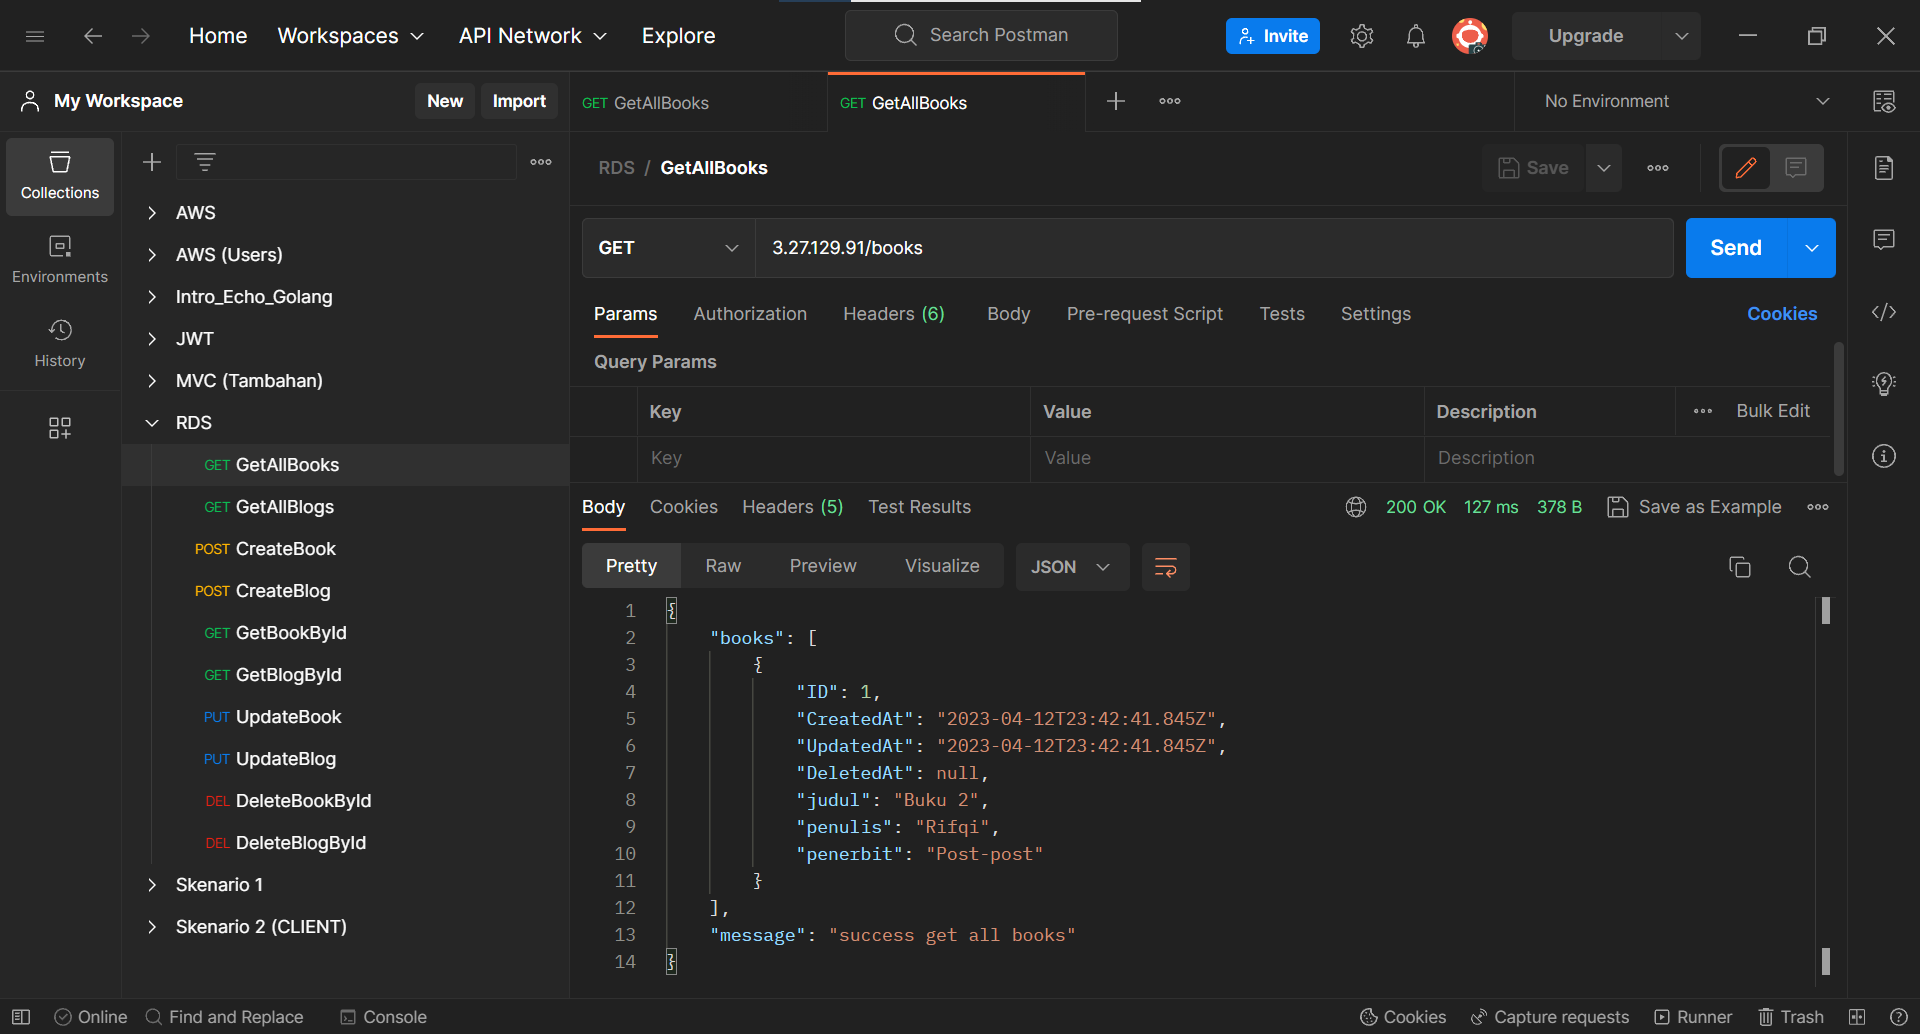 Home Workspaces API Network Explore Search Postman Invite Upgrade
My Workspace New Import
GET GetAllBooks GET GetAllBooks No Environment
Collections
Environments
History
AWS
AWS (Users)
Intro_Echo_Golang
JWT
MVC (Tambahan)
RDS
GET GetAllBooks
GET GetAllBlogs
POST CreateBook
POST CreateBlog
GET GetBookById
GET GetBlogById
PUT UpdateBook
PUT UpdateBlog
DEL DeleteBookById
DEL DeleteBlogById
Skenario 1
Skenario 2 (CLIENT)
RDS / GetAllBooks Save
GET 3.27.129.91/books Send
Params Authorization Headers (6) Body Pre-request Script Tests Settings Cookies
Query Params
Key Value Description Bulk Edit
Key Value Description
Body Cookies Headers (5) Test Results 200 OK 127 ms 378 B Save as Example
Pretty Raw Preview Visualize JSON
1 {
2 "books": [
3 {
4 "ID": 1,
5 "CreatedAt": "2023-04-12T23:42:41.845Z",
6 "UpdatedAt": "2023-04-12T23:42:41.845Z",
7 "DeletedAt": null,
8 "judul": "Buku 2",
9 "penulis": "Rifqi",
10 "penerbit": "Post-post"
11 }
12 ],
13 "message": "success get all books"
14 }
Online Find and Replace Console Cookies Capture requests Runner Trash